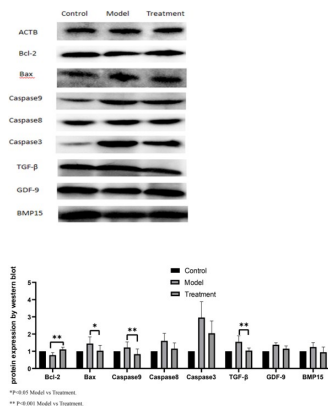 Control Model Treatment
ACTB
Bcl-2
Bax
Caspase9
Caspase8
Caspase3
TGF-β
GDF-9
BMP15
protein expression by western blot
Control
Model
Treatment
5
4
3
2
1
0
** * ** **
Bcl-2 Bax Caspase9 Caspase8 Caspase3 TGF-β GDF-9 BMP15
*P<0.05 Model vs Treatment.
** P<0.001 Model vs Treatment.